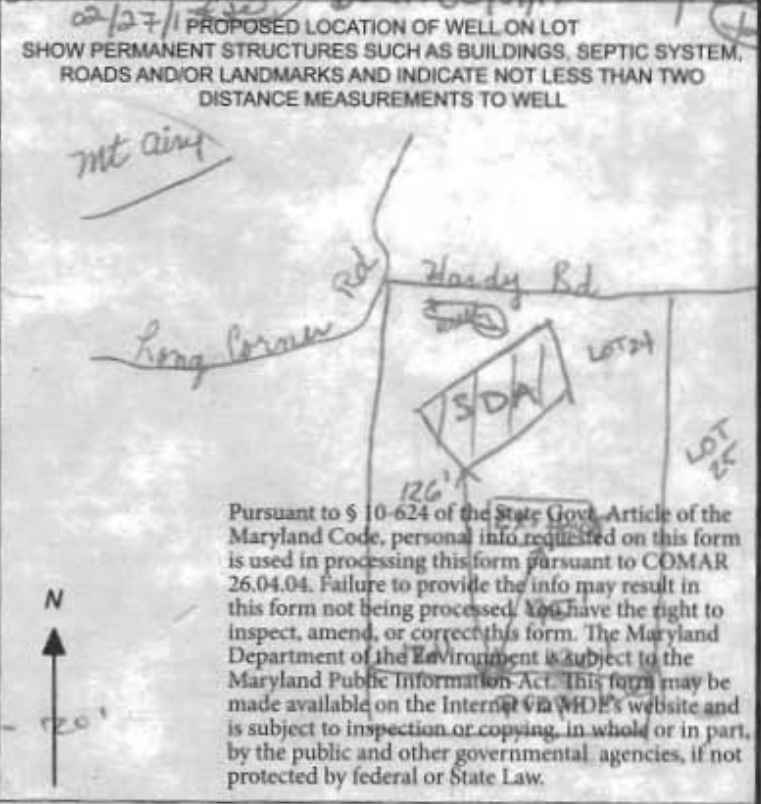 02/27/1
PROPOSED LOCATION OF WELL ON LOT
SHOW PERMANENT STRUCTURES SUCH AS BUILDINGS, SEPTIC SYSTEM,
ROADS AND/OR LANDMARKS AND INDICATE NOT LESS THAN TWO
DISTANCE MEASUREMENTS TO WELL
Mt Airy
Hardy Rd
Long Corner Rd
LOT 24
SDA
LOT 25
126'
Pursuant to § 10-624 of the State Govt. Article of the
Maryland Code, personal info requested on this form
is used in processing this form pursuant to COMAR
26.04.04. Failure to provide the info may result in
this form not being processed. You have the right to
inspect, amend, or correct this form. The Maryland
Department of the Environment is subject to the
Maryland Public Information Act. This form may be
made available on the Internet via MDE's website and
is subject to inspection or copying, in whole or in part,
by the public and other governmental agencies, if not
protected by federal or State Law.
N
120'